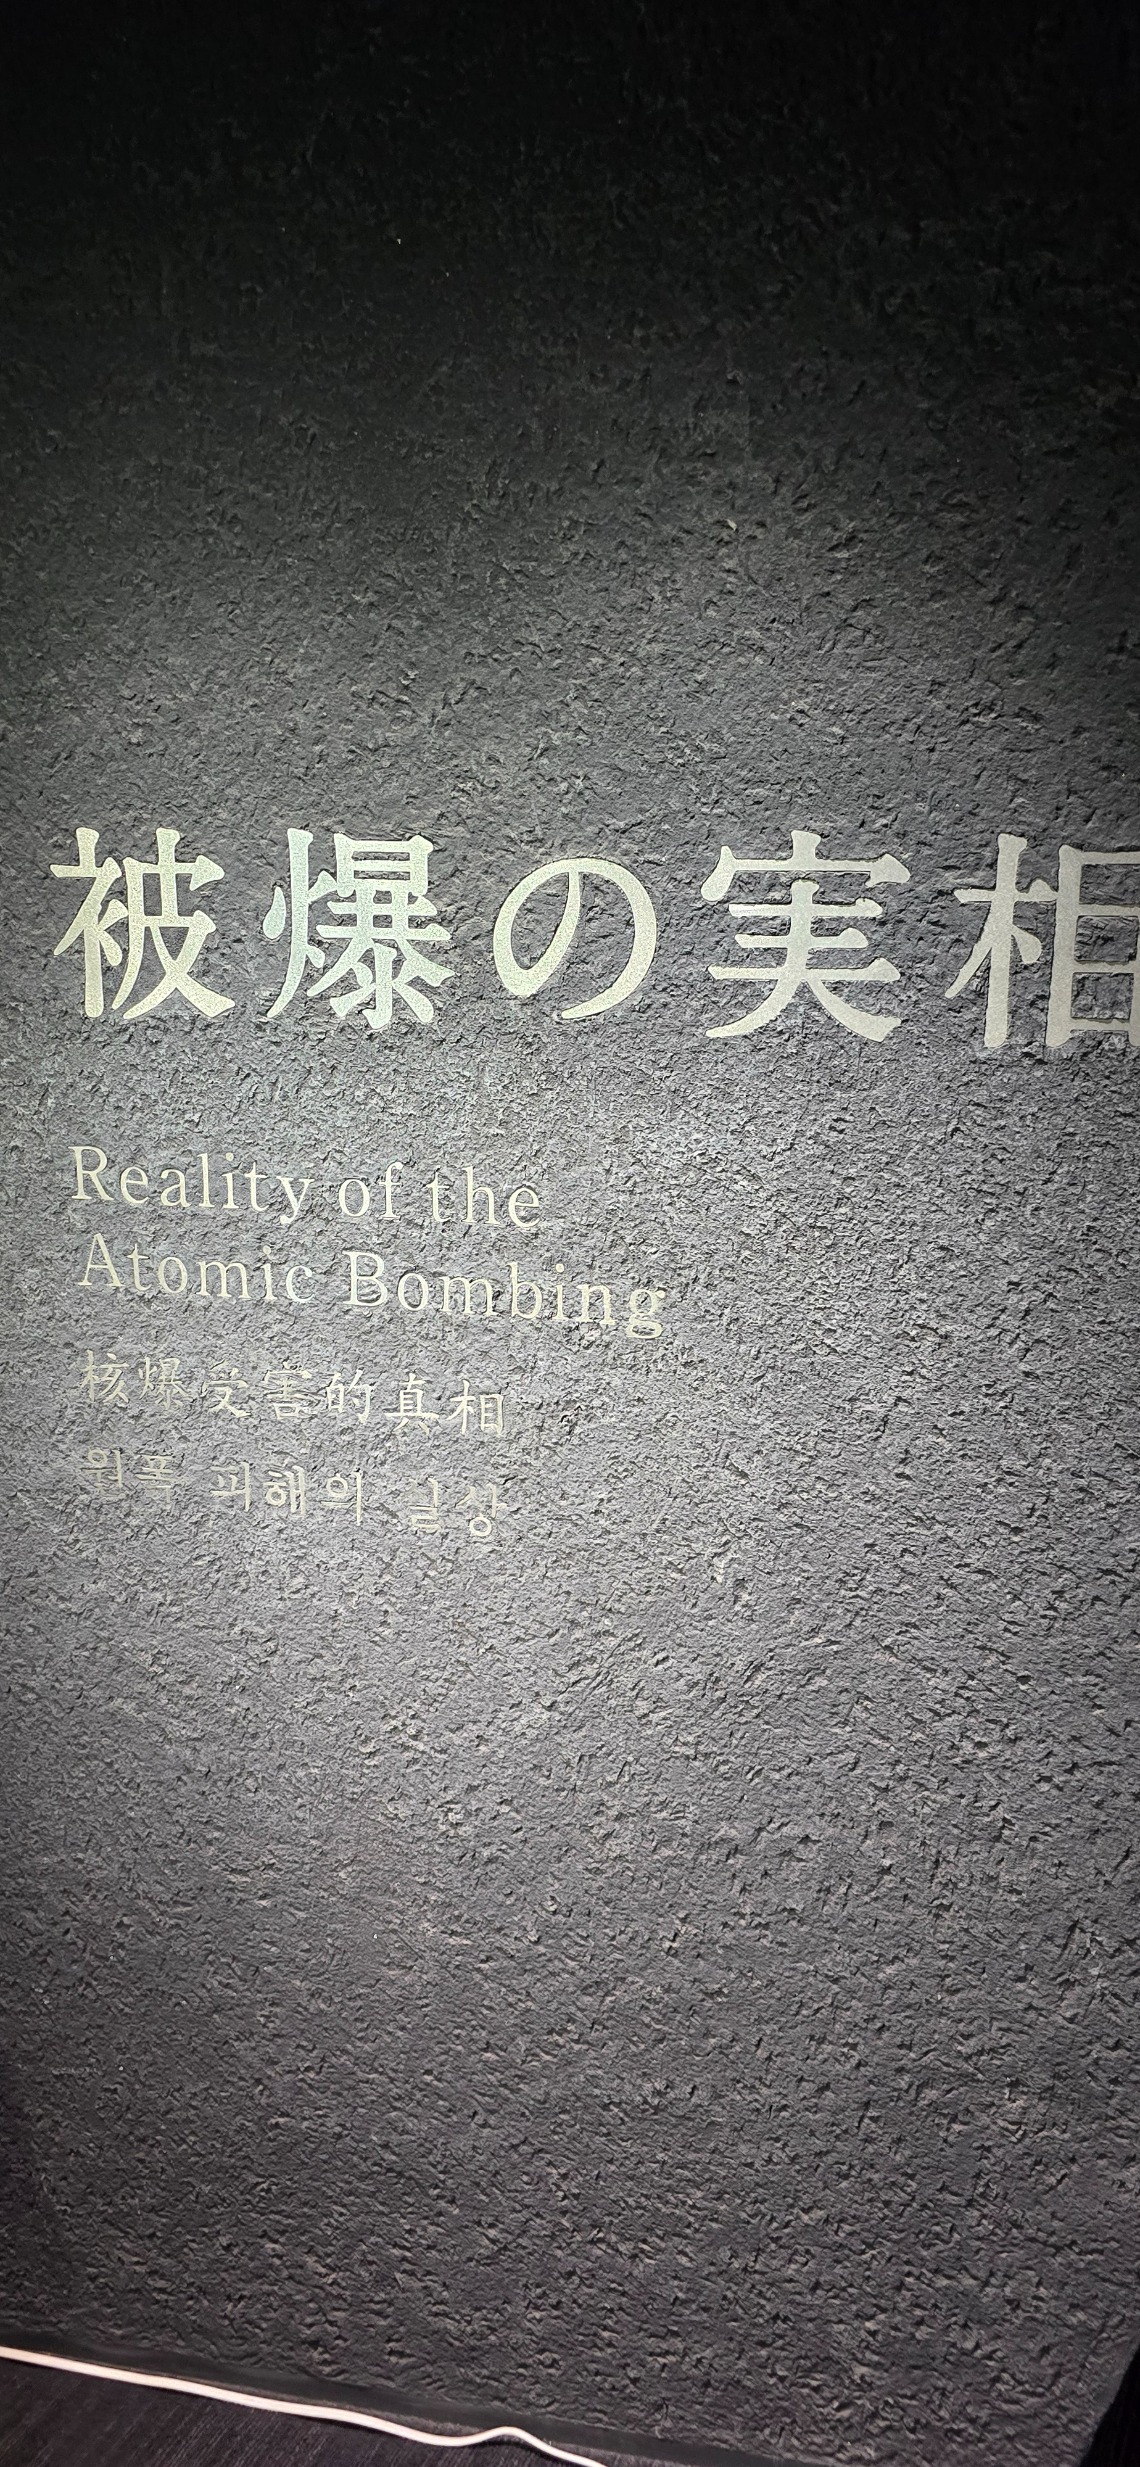 被爆の実相
Reality of the
Atomic Bombing
核爆受害的真相
원폭 피해의 실상